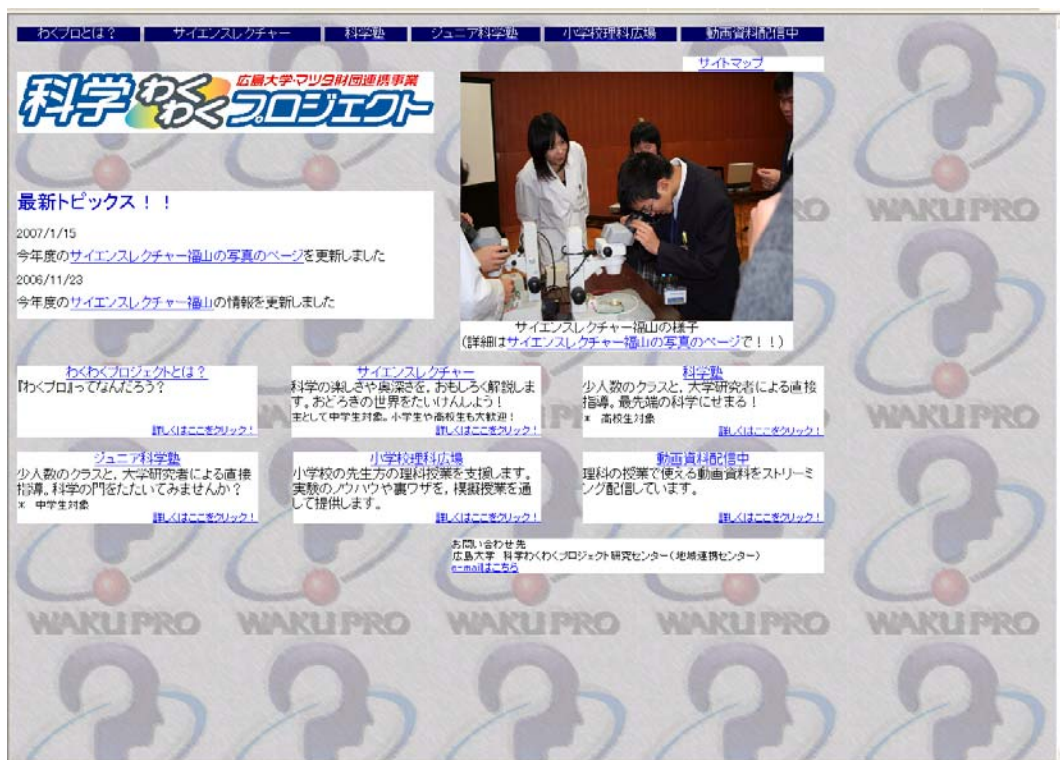 わくプロとは？ サイエンスレクチャー 科学塾 ジュニア科学塾 小学校理科広場 動画資料配信中
サイトマップ
広島大学・マツダ財団連携事業
科学わくわくプロジェクト
最新トピックス！！
2007/1/15
今年度のサイエンスレクチャー福山の写真のページを更新しました
2006/11/23
今年度のサイエンスレクチャー福山の情報を更新しました
サイエンスレクチャー福山の様子
(詳細はサイエンスレクチャー福山の写真のページで！！)
わくわくプロジェクトとは？
『わくプロ』ってなんだろう？
詳しくはここをクリック！
サイエンスレクチャー
科学の楽しさや奥深さを，おもしろく解説しま
す。おどろきの世界をたいけんしよう！
主として中学生対象。小学生や高校生も大歓迎！
詳しくはここをクリック！
科学塾
少人数のクラスと，大学研究者による直接
指導。最先端の科学にせまる！
* 高校生対象
詳しくはここをクリック！
ジュニア科学塾
少人数のクラスと，大学研究者による直接
指導。科学の門をたたいてみませんか？
* 中学生対象
詳しくはここをクリック！
小学校理科広場
小学校の先生方の理科授業を支援します。
実験のノウハウや裏ワザを，模擬授業を通
して提供します。
詳しくはここをクリック！
動画資料配信中
理科の授業で使える動画資料をストリーミ
ング配信しています。
詳しくはここをクリック！
お問い合わせ先
広島大学 科学わくわくプロジェクト研究センター（地域連携センター）
e-mailはこちら
WAKUPRO
WAKUPRO WAKUPRO WAKUPRO WAKUPRO WAKUPRO